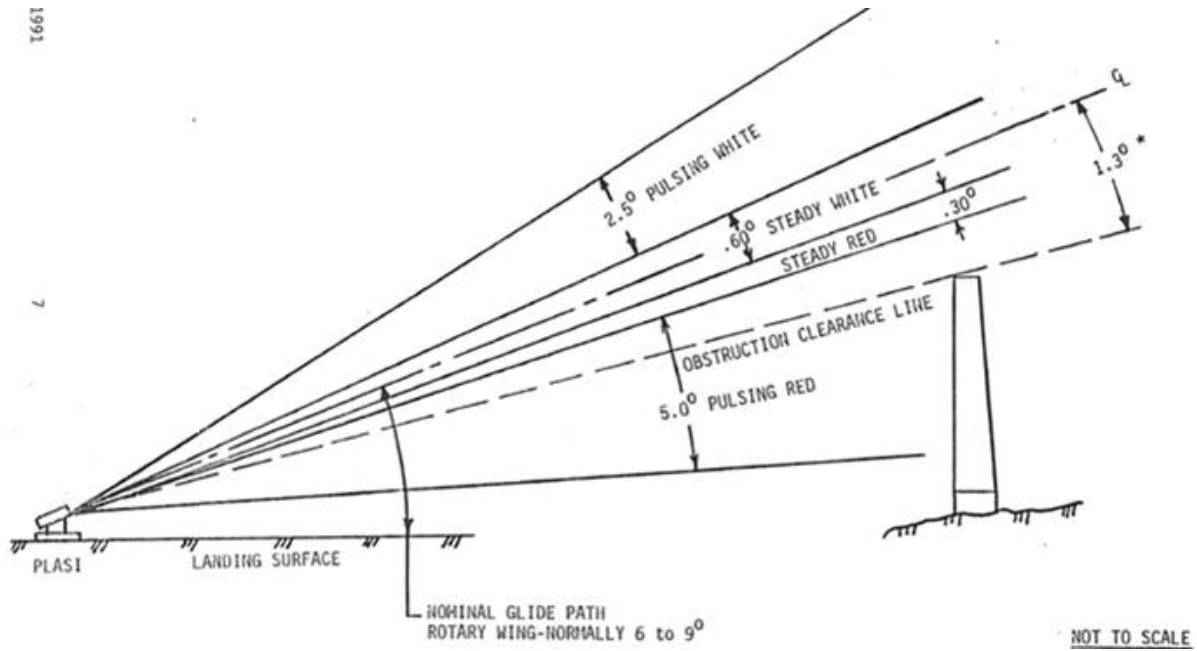 1991
℄
2.5° PULSING WHITE
1.3° *
.60° STEADY WHITE
.30°
STEADY RED
OBSTRUCTION CLEARANCE LINE
5.0° PULSING RED
7
PLASI
LANDING SURFACE
NOMINAL GLIDE PATH
ROTARY WING-NORMALLY 6 to 9°
NOT TO SCALE